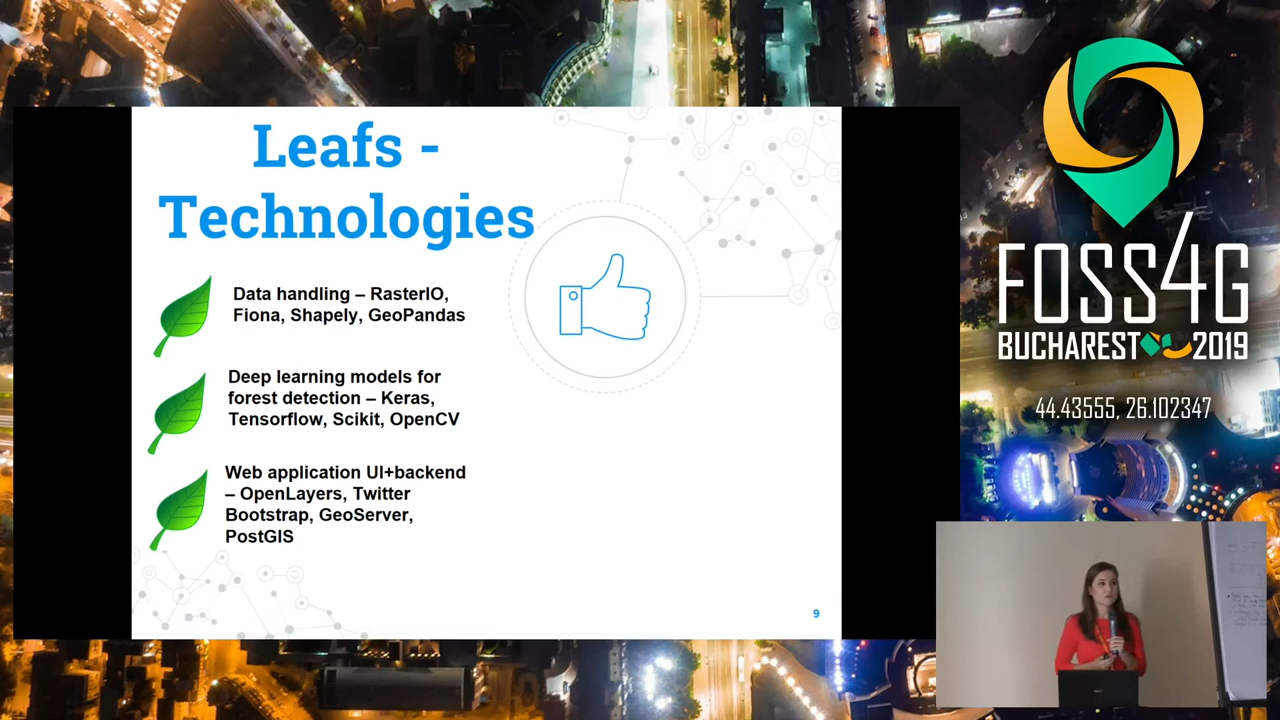 Leafs -
Technologies
Data handling – RasterIO,
Fiona, Shapely, GeoPandas
Deep learning models for
forest detection – Keras,
Tensorflow, Scikit, OpenCV
Web application UI+backend
– OpenLayers, Twitter
Bootstrap, GeoServer,
PostGIS
9
FOSS4G
BUCHAREST 2019
44.43555, 26.102347